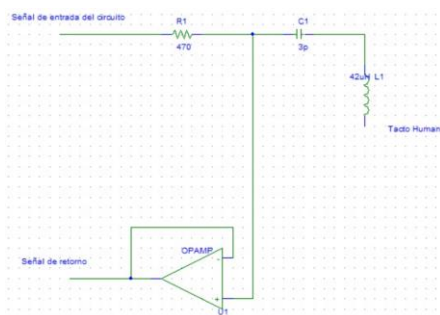 Señal de entrada del circuito
R1
470
C1
3p
42uH L1
Tacto Human
OPAMP
-
+
U1
Señal de retorno